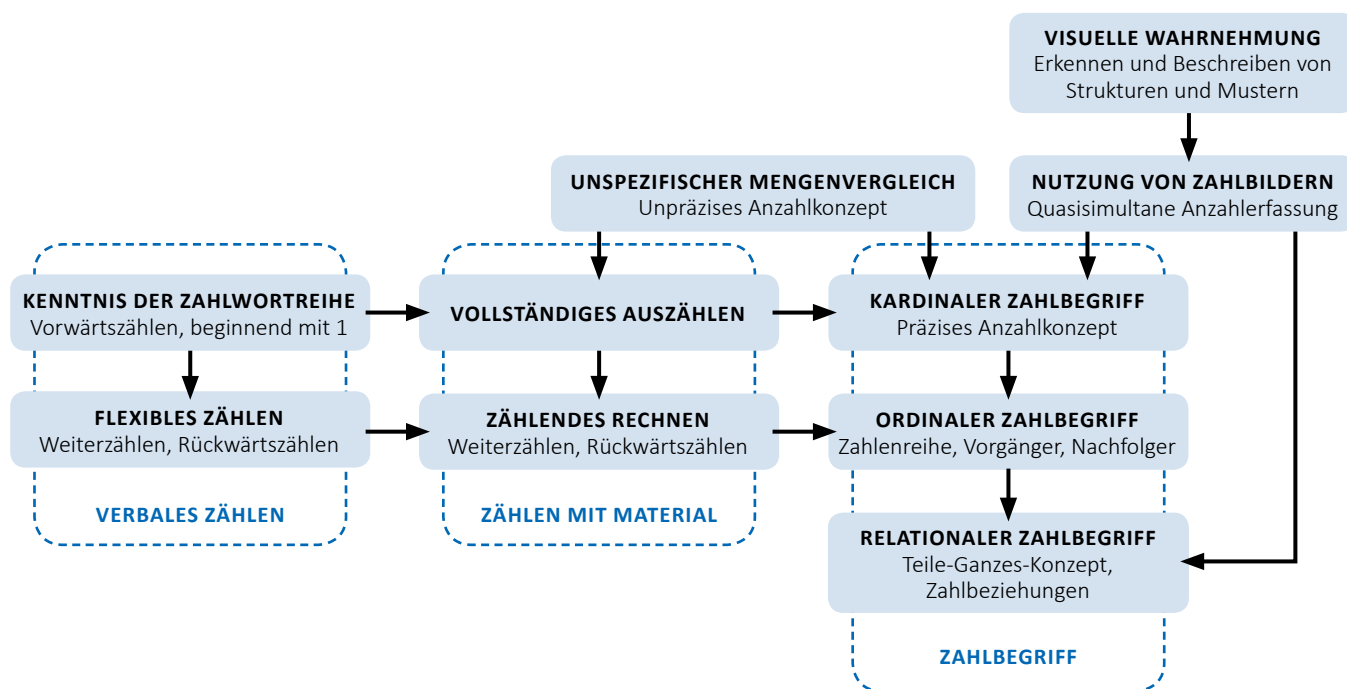 VISUELLE WAHRNEHMUNG
Erkennen und Beschreiben von
Strukturen und Mustern
UNSPEZIFISCHER MENGENVERGLEICH
Unpräzises Anzahlkonzept
NUTZUNG VON ZAHLBILDERN
Quasisimultane Anzahlerfassung
KENNTNIS DER ZAHLWORTREIHE
Vorwärtszählen, beginnend mit 1
VOLLSTÄNDIGES AUSZÄHLEN
KARDINALER ZAHLBEGRIFF
Präzises Anzahlkonzept
FLEXIBLES ZÄHLEN
Weiterzählen, Rückwärtszählen
ZÄHLENDES RECHNEN
Weiterzählen, Rückwärtszählen
ORDINALER ZAHLBEGRIFF
Zahlenreihe, Vorgänger, Nachfolger
VERBALES ZÄHLEN
ZÄHLEN MIT MATERIAL
RELATIONALER ZAHLBEGRIFF
Teile-Ganzes-Konzept,
Zahlbeziehungen
ZAHLBEGRIFF